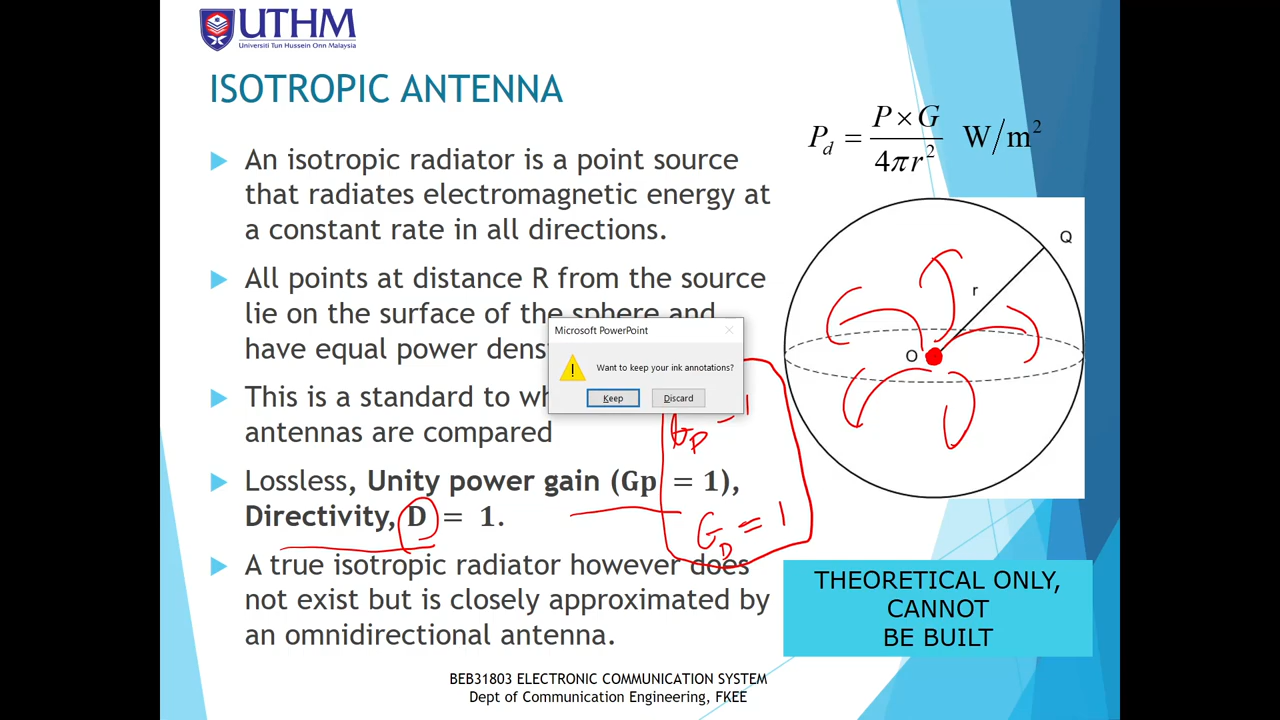 UTHM
Universiti Tun Hussein Onn Malaysia
ISOTROPIC ANTENNA
An isotropic radiator is a point source
that radiates electromagnetic energy at
a constant rate in all directions.
All points at distance R from the source
lie on the surface of the sphere and
have equal power
This is a standard to
antennas are compared
Lossless, Unity power gain (Gp = 1),
Directivity, D = 1.
A true isotropic radiator however does
not exist but is closely approximated by
an omnidirectional antenna.
P_d = P × G / 4πr² W/m²
Q
r
O
Microsoft PowerPoint
Want to keep your ink annotations?
Keep
Discard
G_P = 1
G_D = 1
THEORETICAL ONLY,
CANNOT
BE BUILT
BEB31803 ELECTRONIC COMMUNICATION SYSTEM
Dept of Communication Engineering, FKEE